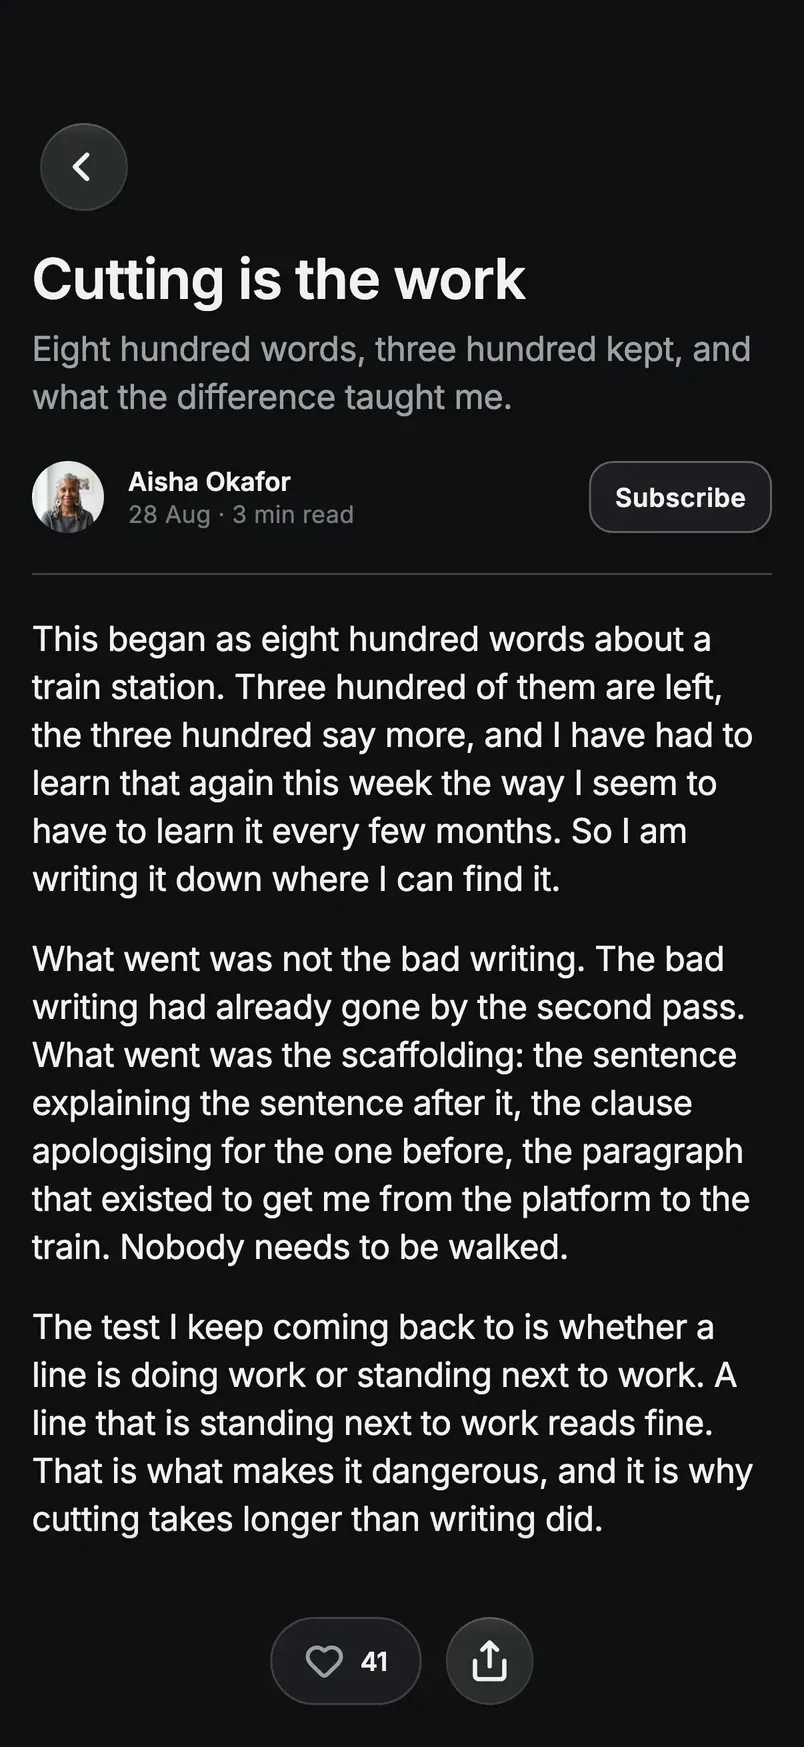 Cutting is the work
Eight hundred words, three hundred kept, and
what the difference taught me.
Aisha Okafor
28 Aug · 3 min read
Subscribe
This began as eight hundred words about a
train station. Three hundred of them are left,
the three hundred say more, and I have had to
learn that again this week the way I seem to
have to learn it every few months. So I am
writing it down where I can find it.
What went was not the bad writing. The bad
writing had already gone by the second pass.
What went was the scaffolding: the sentence
explaining the sentence after it, the clause
apologising for the one before, the paragraph
that existed to get me from the platform to the
train. Nobody needs to be walked.
The test I keep coming back to is whether a
line is doing work or standing next to work. A
line that is standing next to work reads fine.
That is what makes it dangerous, and it is why
cutting takes longer than writing did.
41